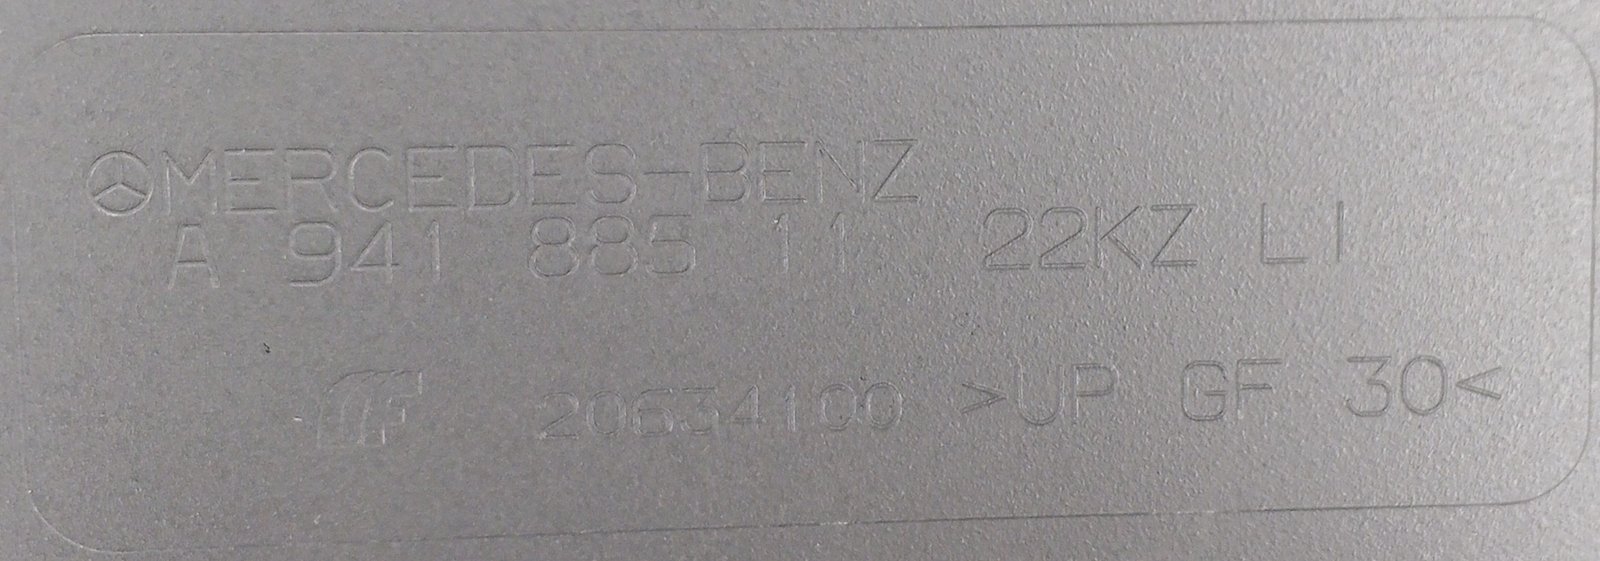 MERCEDES-BENZ
A 941 885 11 22KZ LI
20634100 >UP GF 30<